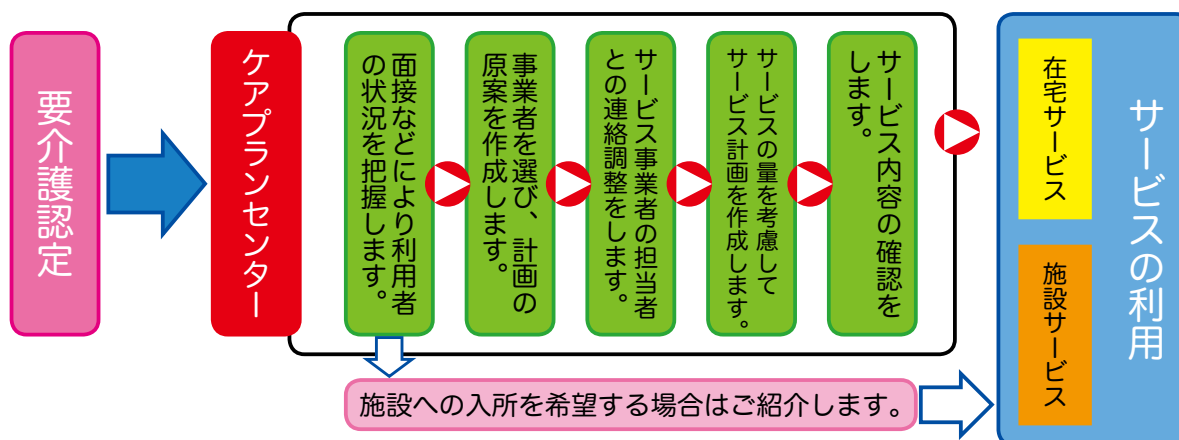 要介護認定
ケアプランセンター
面接などにより利用者
の状況を把握します。
事業者を選び、計画の
原案を作成します。
サービス事業者の担当者
との連絡調整をします。
サービスの量を考慮して
サービス計画を作成します。
サービス内容の確認を
します。
施設への入所を希望する場合はご紹介します。
サービスの利用
在宅サービス
施設サービス